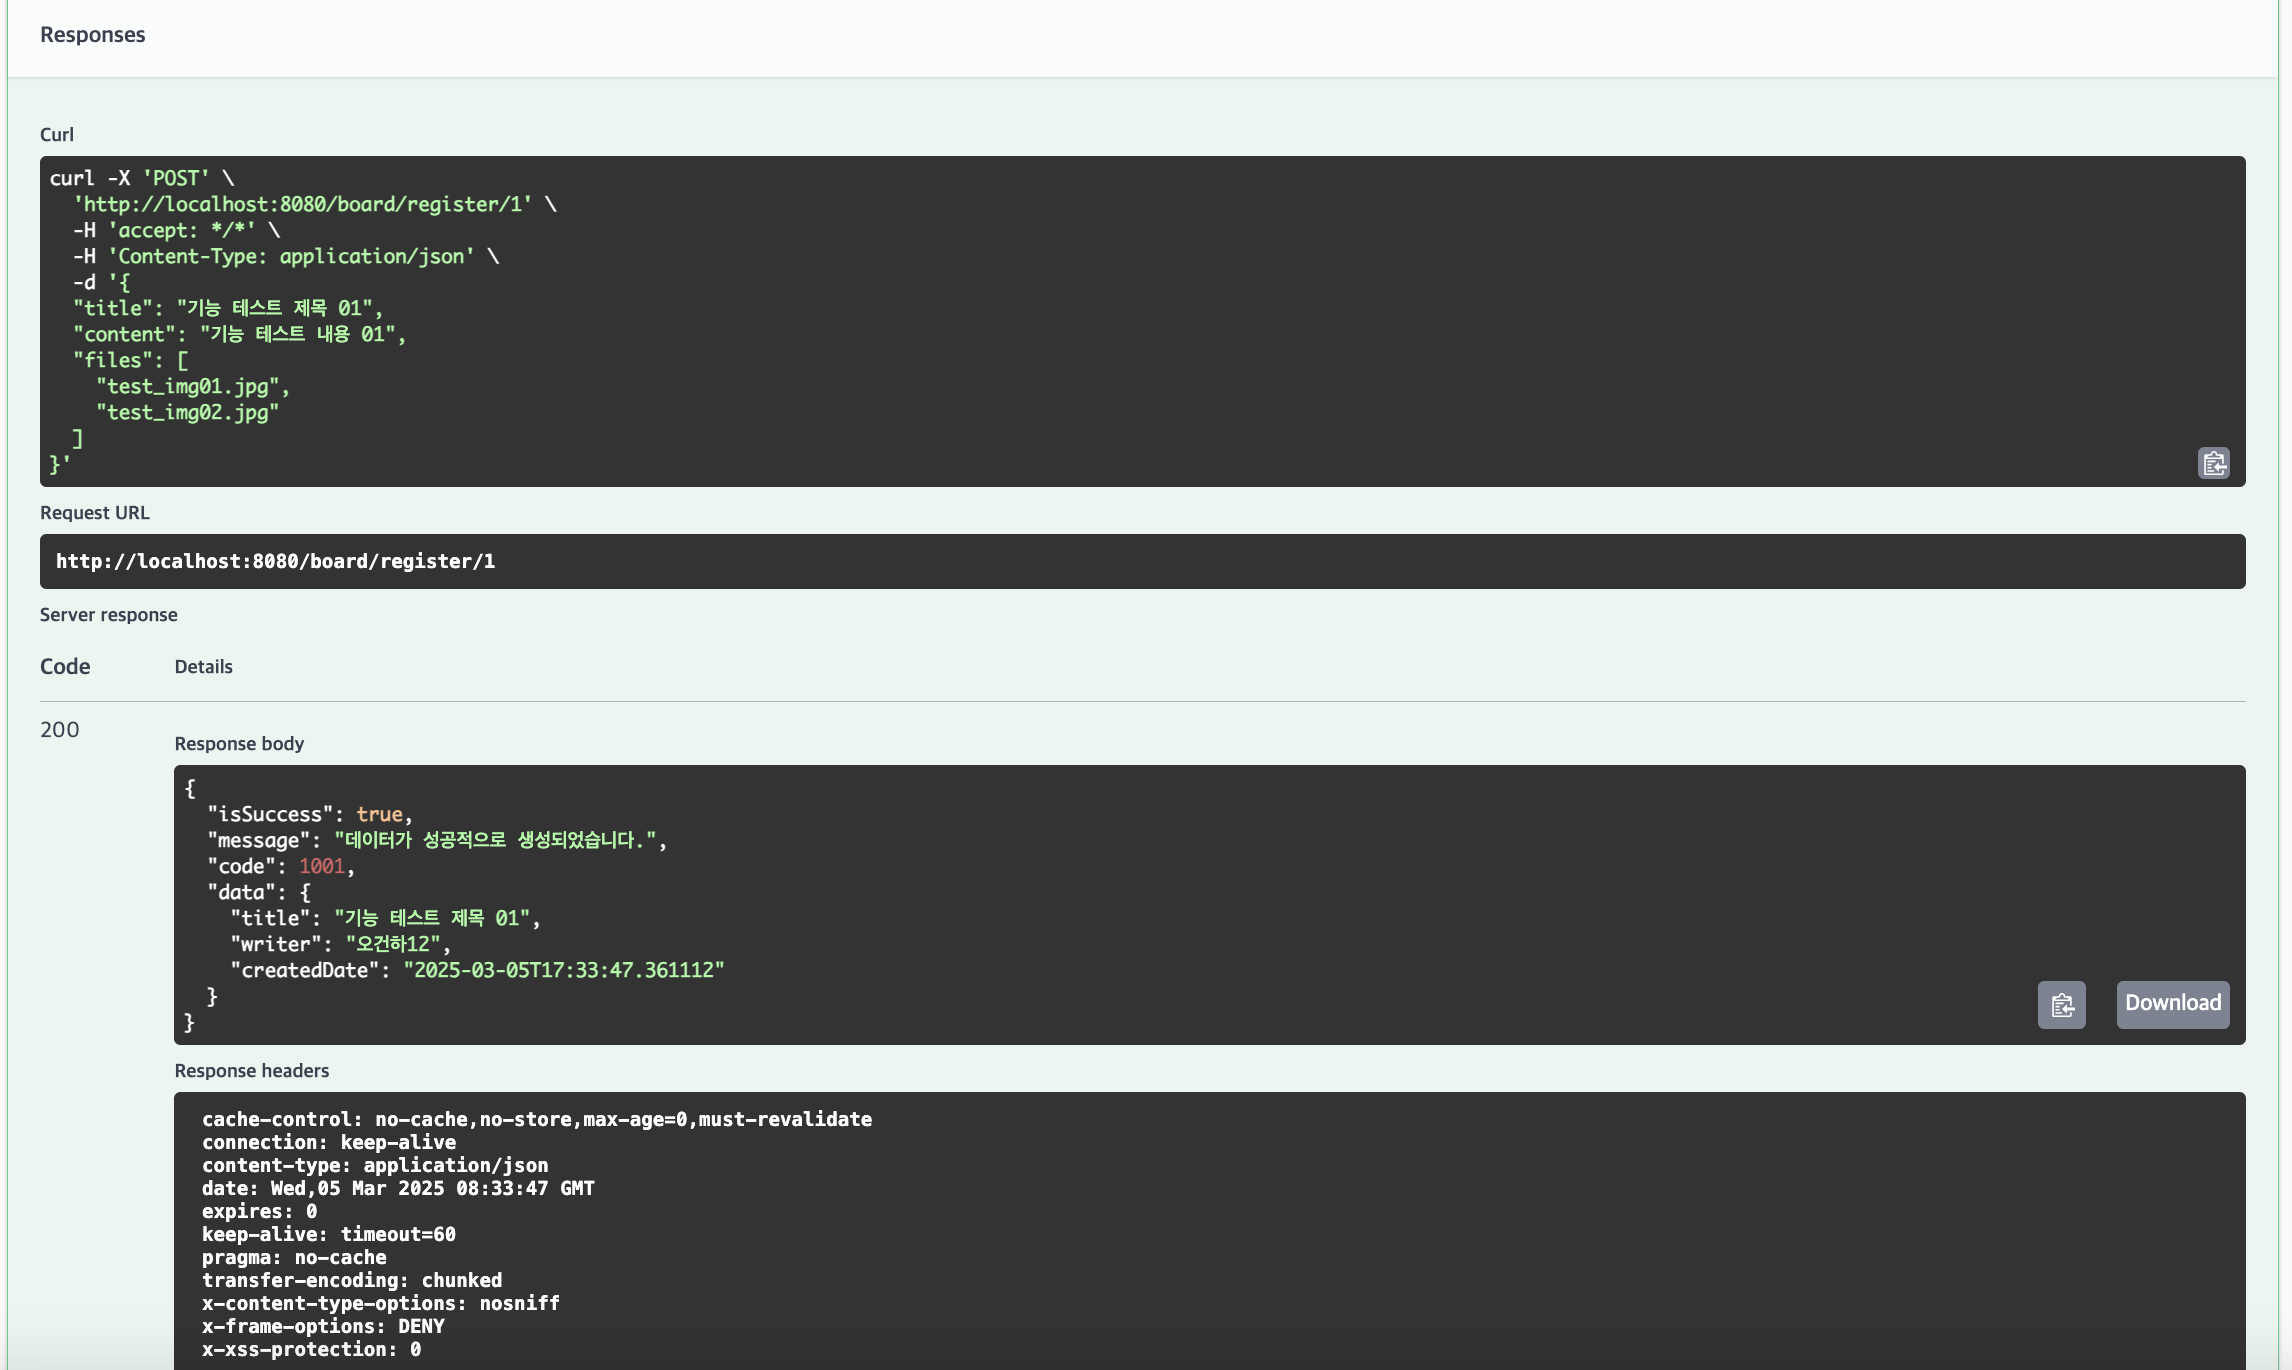 Responses
Curl
curl -X 'POST' \
'http://localhost:8080/board/register/1' \
-H 'accept: */*' \
-H 'Content-Type: application/json' \
-d '{
"title": "기능 테스트 제목 01",
"content": "기능 테스트 내용 01",
"files": [
"test_img01.jpg",
"test_img02.jpg"
]
}'
Request URL
http://localhost:8080/board/register/1
Server response
Code Details
200
Response body
{
"isSuccess": true,
"message": "데이터가 성공적으로 생성되었습니다.",
"code": 1001,
"data": {
"title": "기능 테스트 제목 01",
"writer": "오건하12",
"createdDate": "2025-03-05T17:33:47.361112"
}
}
Download
Response headers
cache-control: no-cache,no-store,max-age=0,must-revalidate
connection: keep-alive
content-type: application/json
date: Wed,05 Mar 2025 08:33:47 GMT
expires: 0
keep-alive: timeout=60
pragma: no-cache
transfer-encoding: chunked
x-content-type-options: nosniff
x-frame-options: DENY
x-xss-protection: 0